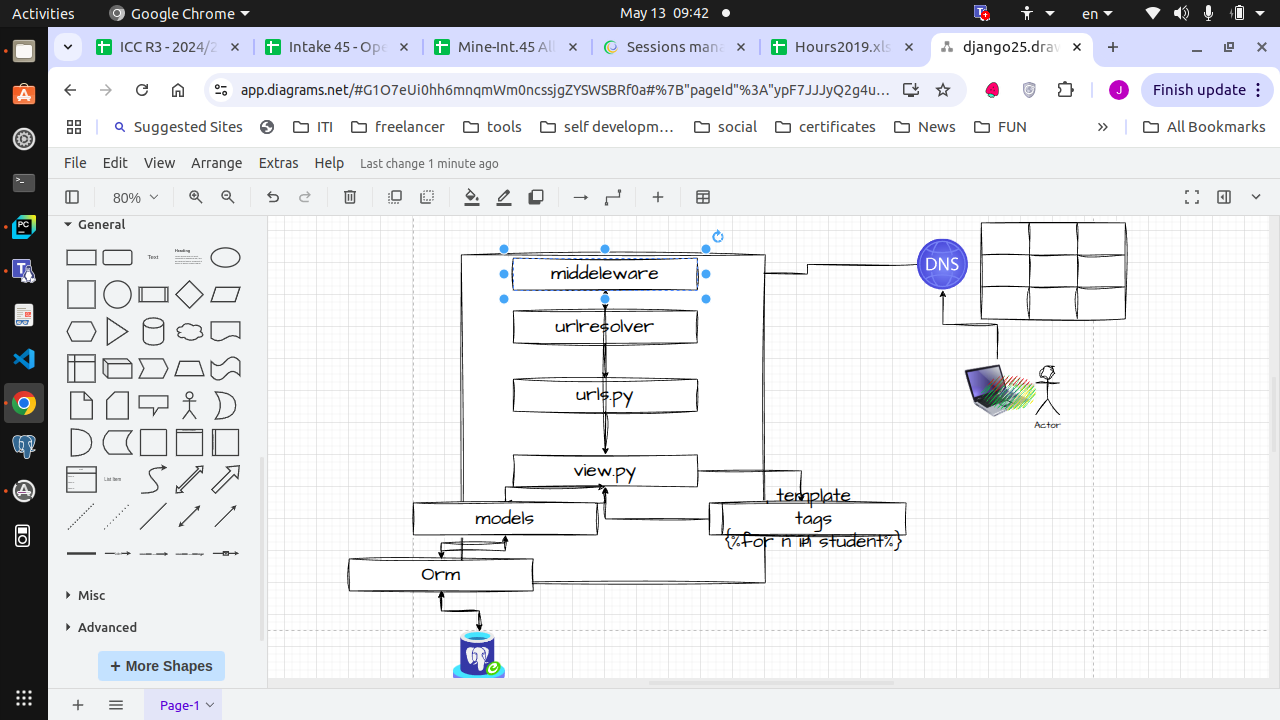 Activities
Google Chrome
May 13 09:42
en
ICC R3 - 2024/2
Intake 45 - Ope
Mine-Int.45 All
Sessions mana
Hours2019.xls
django25.draw
app.diagrams.net/#G1O7eUi0hh6mnqmWm0ncssjgZYSWSBRf0a#%7B"pageId"%3A"ypF7JJJyQ2g4u...
J
Finish update
Suggested Sites
ITI
freelancer
tools
self developm...
social
certificates
News
FUN
»
All Bookmarks
File
Edit
View
Arrange
Extras
Help
Last change 1 minute ago
80%
General
Text
Heading
List Item
Misc
Advanced
+ More Shapes
middeleware
urlresolver
urls.py
view.py
models
template
tags
{%for n in student%}
Orm
DNS
Actor
Page-1